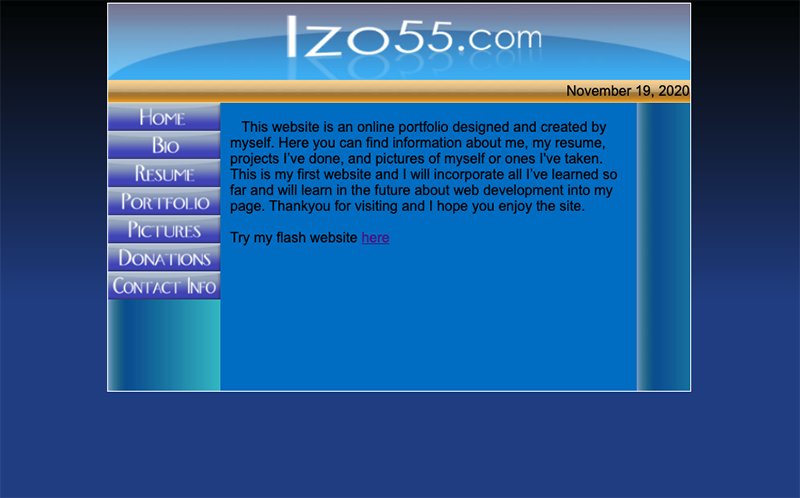 Izo55.com
November 19, 2020
Home
Bio
Resume
Portfolio
Pictures
Donations
Contact Info
This website is an online portfolio designed and created by
myself. Here you can find information about me, my resume,
projects I've done, and pictures of myself or ones I've taken.
This is my first website and I will incorporate all I've learned so
far and will learn in the future about web development into my
page. Thankyou for visiting and I hope you enjoy the site.
Try my flash website here